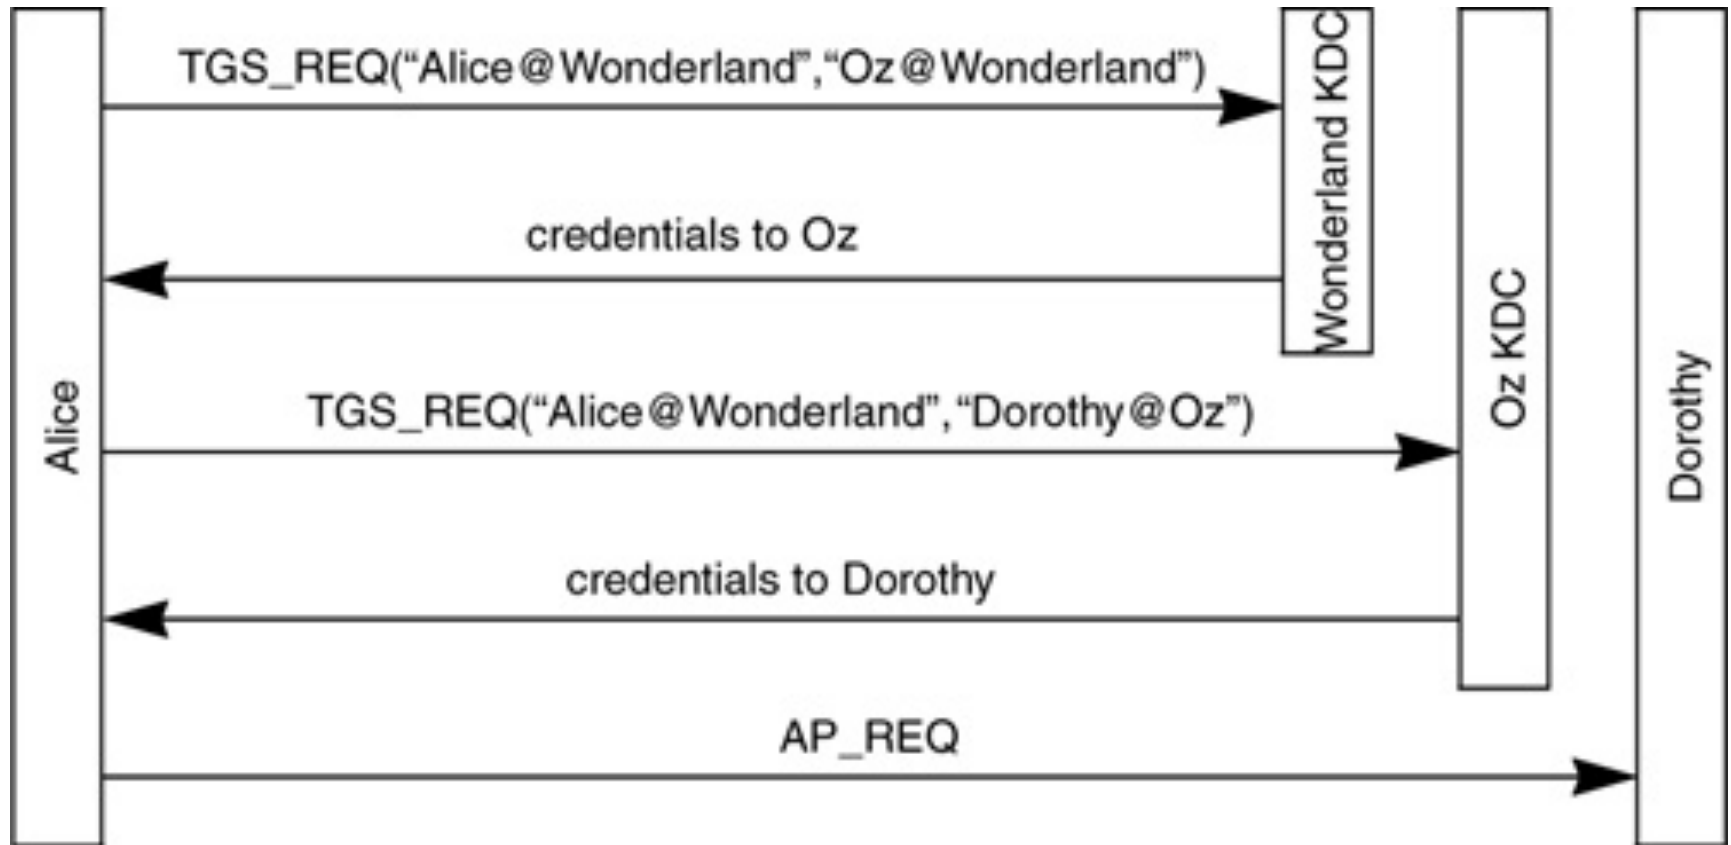 TGS_REQ(“Alice@Wonderland”,“Oz@Wonderland”)
Wonderland KDC
credentials to Oz
Oz KDC
Alice
TGS_REQ(“Alice@Wonderland”,“Dorothy@Oz”)
Dorothy
credentials to Dorothy
AP_REQ